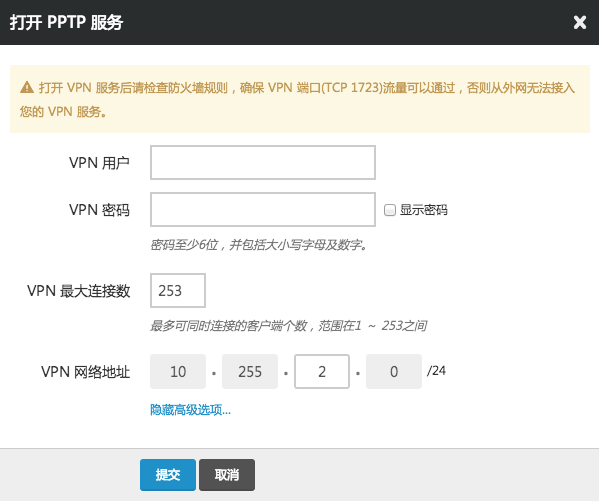 打开 PPTP 服务
打开 VPN 服务后请检查防火墙规则，确保 VPN 端口(TCP 1723)流量可以通过，否则从外网无法接入
您的 VPN 服务。
VPN 用户
VPN 密码 显示密码
密码至少6位，并包括大小写字母及数字。
VPN 最大连接数 253
最多可同时连接的客户端个数，范围在1 ~ 253之间
VPN 网络地址 10 . 255 . 2 . 0 /24
隐藏高级选项...
提交 取消